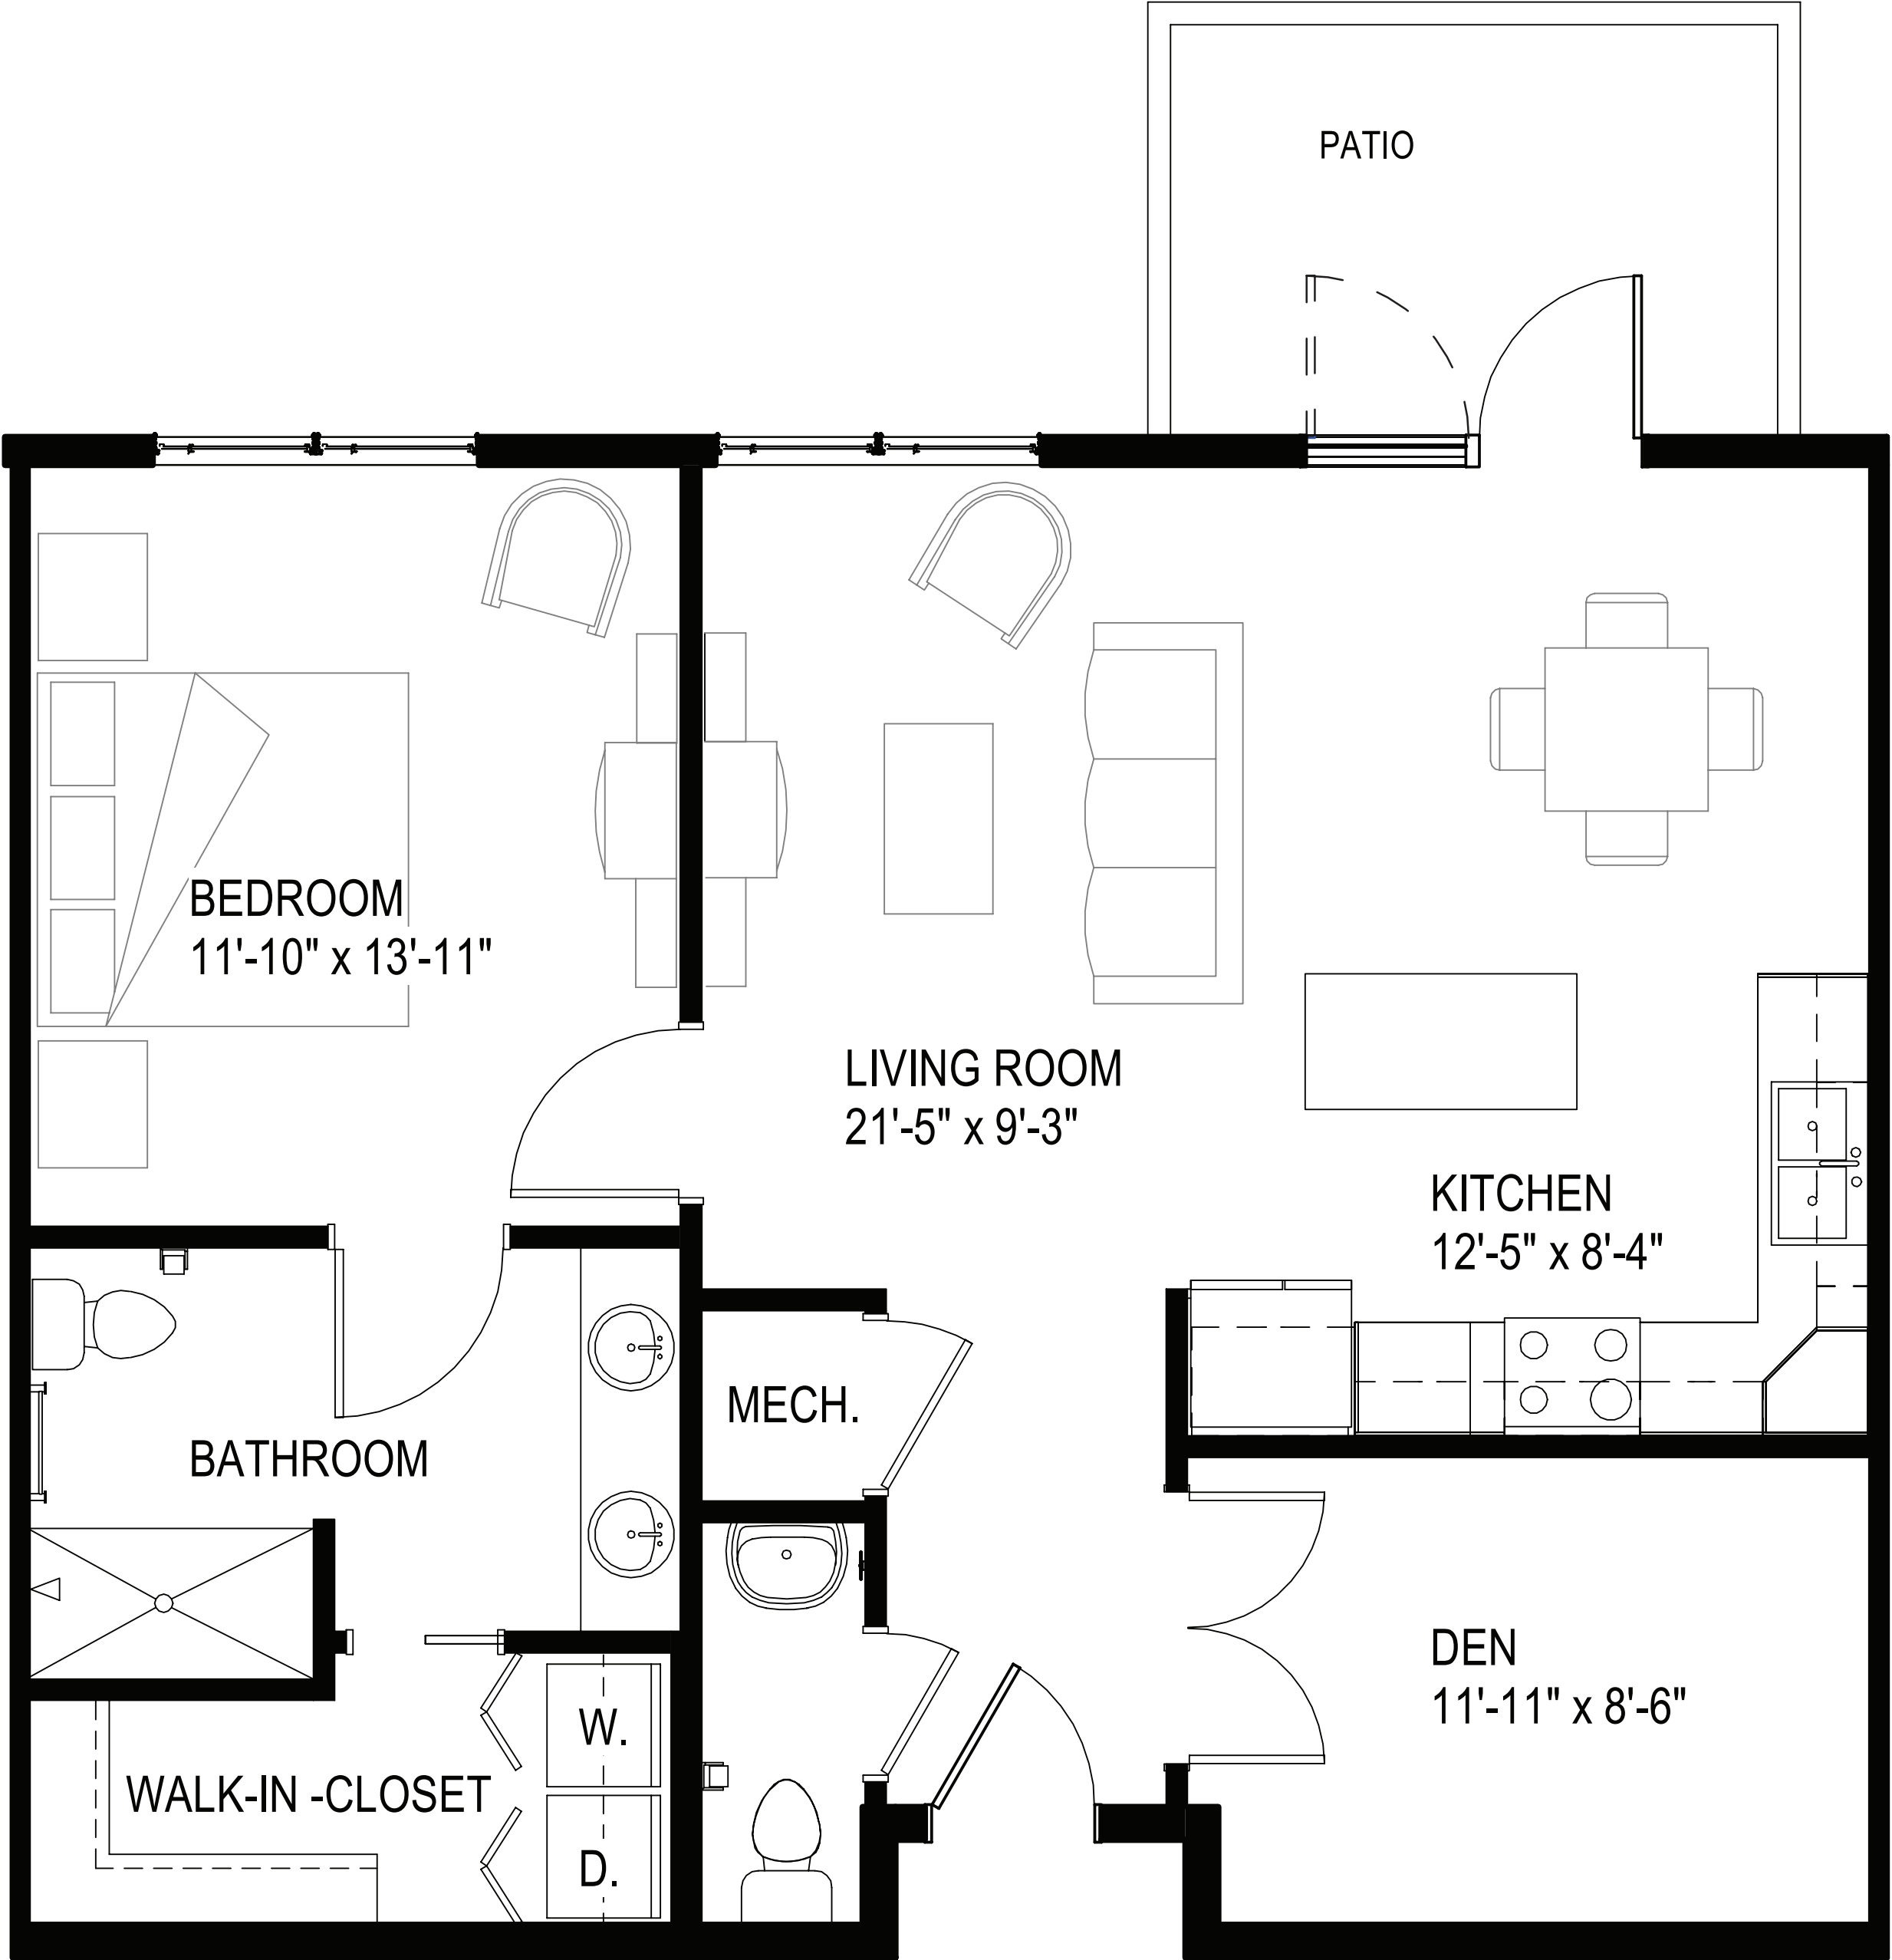 PATIO
BEDROOM
11'-10" x 13'-11"
LIVING ROOM
21'-5" x 9'-3"
KITCHEN
12'-5" x 8'-4"
MECH.
BATHROOM
DEN
11'-11" x 8'-6"
W.
WALK-IN -CLOSET
D.